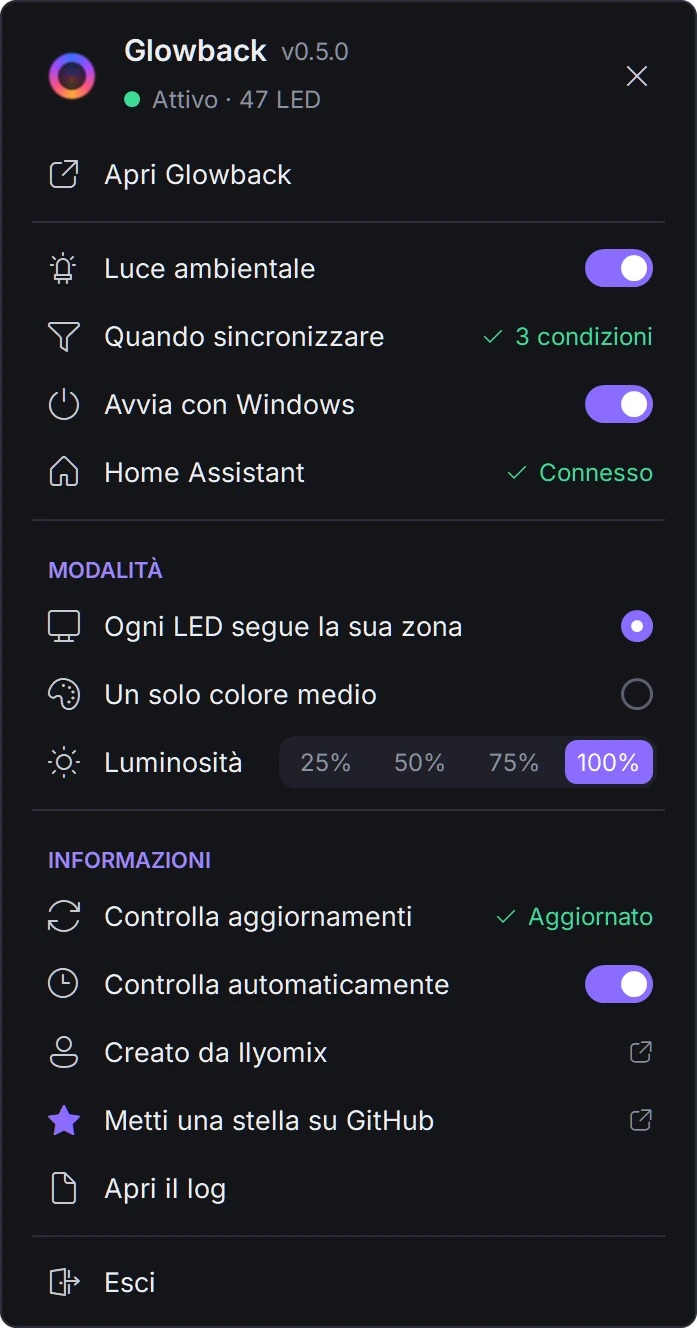 Glowback v0.5.0
Attivo · 47 LED
Apri Glowback
Luce ambientale
Quando sincronizzare 3 condizioni
Avvia con Windows
Home Assistant Connesso
MODALITÀ
Ogni LED segue la sua zona
Un solo colore medio
Luminosità 25% 50% 75% 100%
INFORMAZIONI
Controlla aggiornamenti Aggiornato
Controlla automaticamente
Creato da Ilyomix
Metti una stella su GitHub
Apri il log
Esci